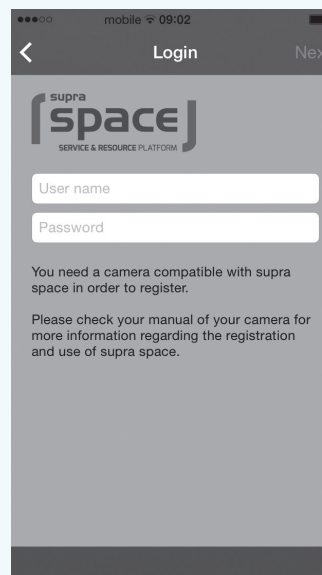 mobile 09:02
Login
Nex
supra
space
SERVICE & RESOURCE PLATFORM
User name
Password
You need a camera compatible with supra
space in order to register.
Please check your manual of your camera for
more information regarding the registration
and use of supra space.